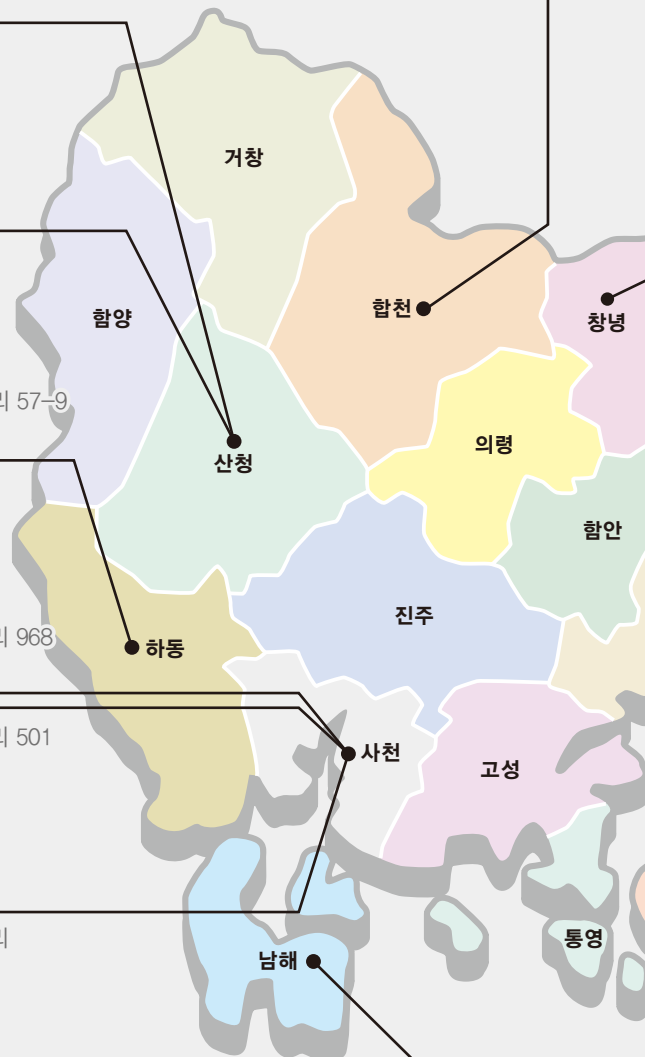 거창
합천
함양
창녕
리 57–9
의령
산청
함안
진주
리 968
하동
리 501
사천
고성
리
통영
남해